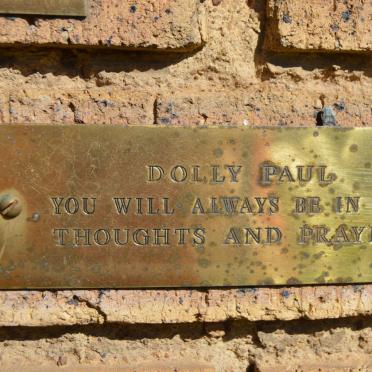 DOLLY PAUL
YOU WILL ALWAYS BE IN
THOUGHTS AND